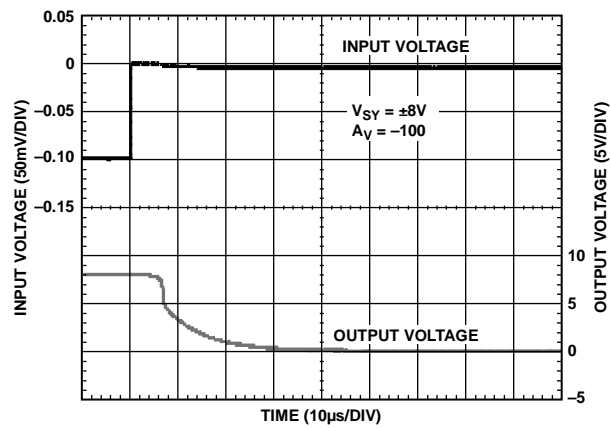 0.05
0
–0.05
–0.10
–0.15
INPUT VOLTAGE (50mV/DIV)
INPUT VOLTAGE
VSY = ±8V
AV = –100
OUTPUT VOLTAGE
10
5
0
–5
OUTPUT VOLTAGE (5V/DIV)
TIME (10µs/DIV)